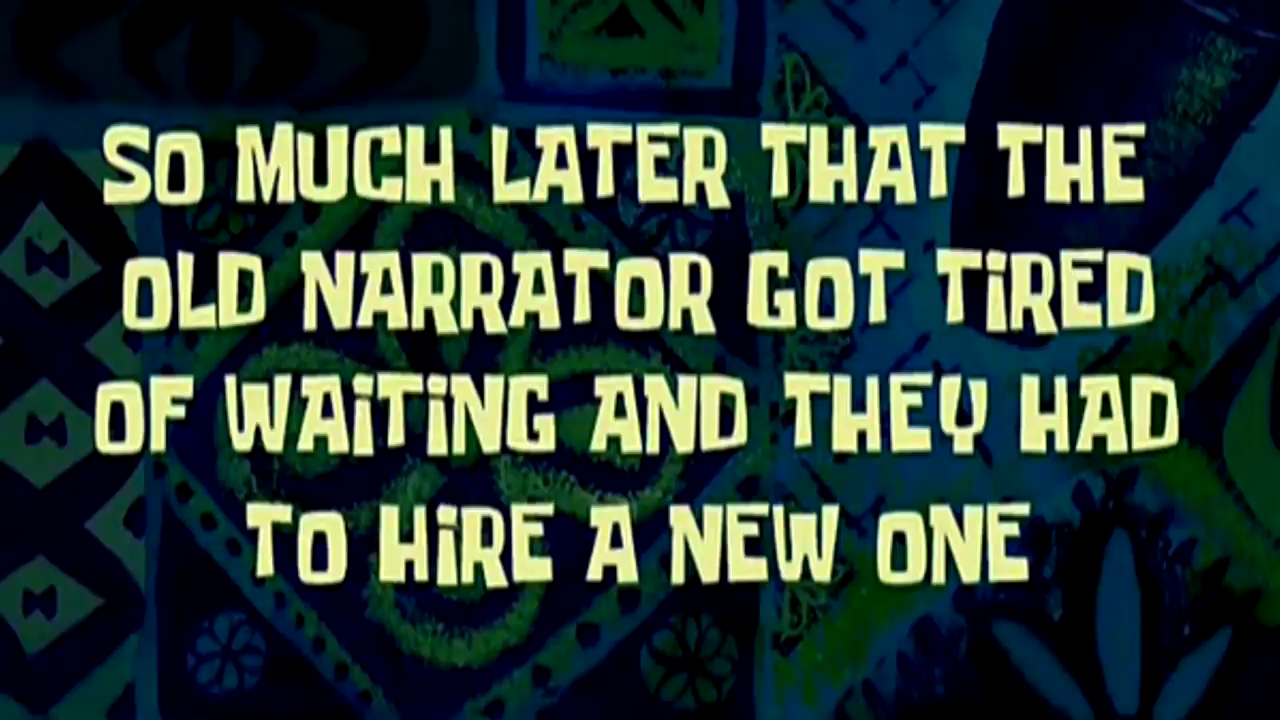 SO MUCH LATER THAT THE
OLD NARRATOR GOT TiRED
OF WAiTiNG AND THEY HAD
TO HiRE A NEW ONE